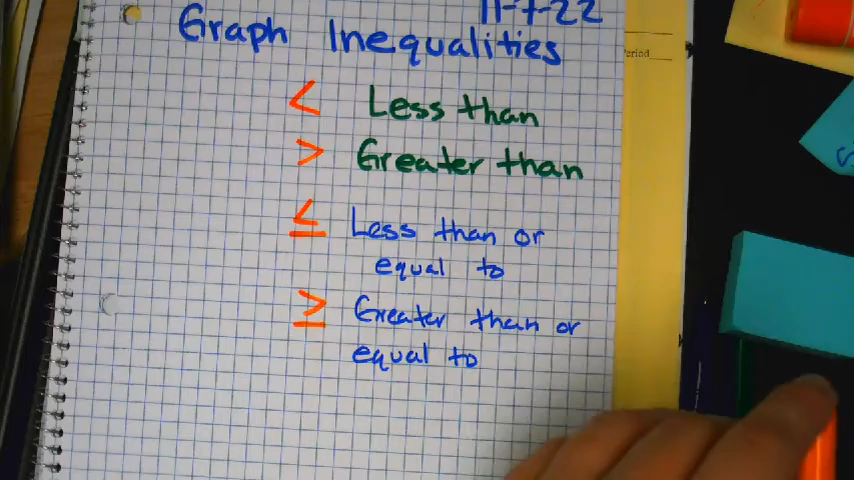 11-7-22
Graph Inequalities
< Less than
> Greater than
≤ Less than or
equal to
≥ Greater than or
equal to
Period